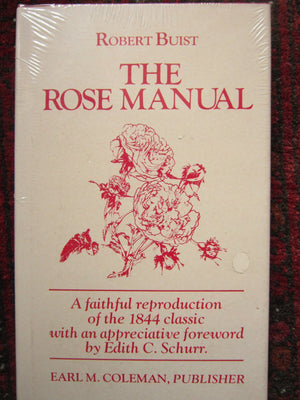 ROBERT BUIST
THE
ROSE MANUAL
A faithful reproduction
of the 1844 classic
with an appreciative foreword
by Edith C. Schurr.
EARL M. COLEMAN, PUBLISHER